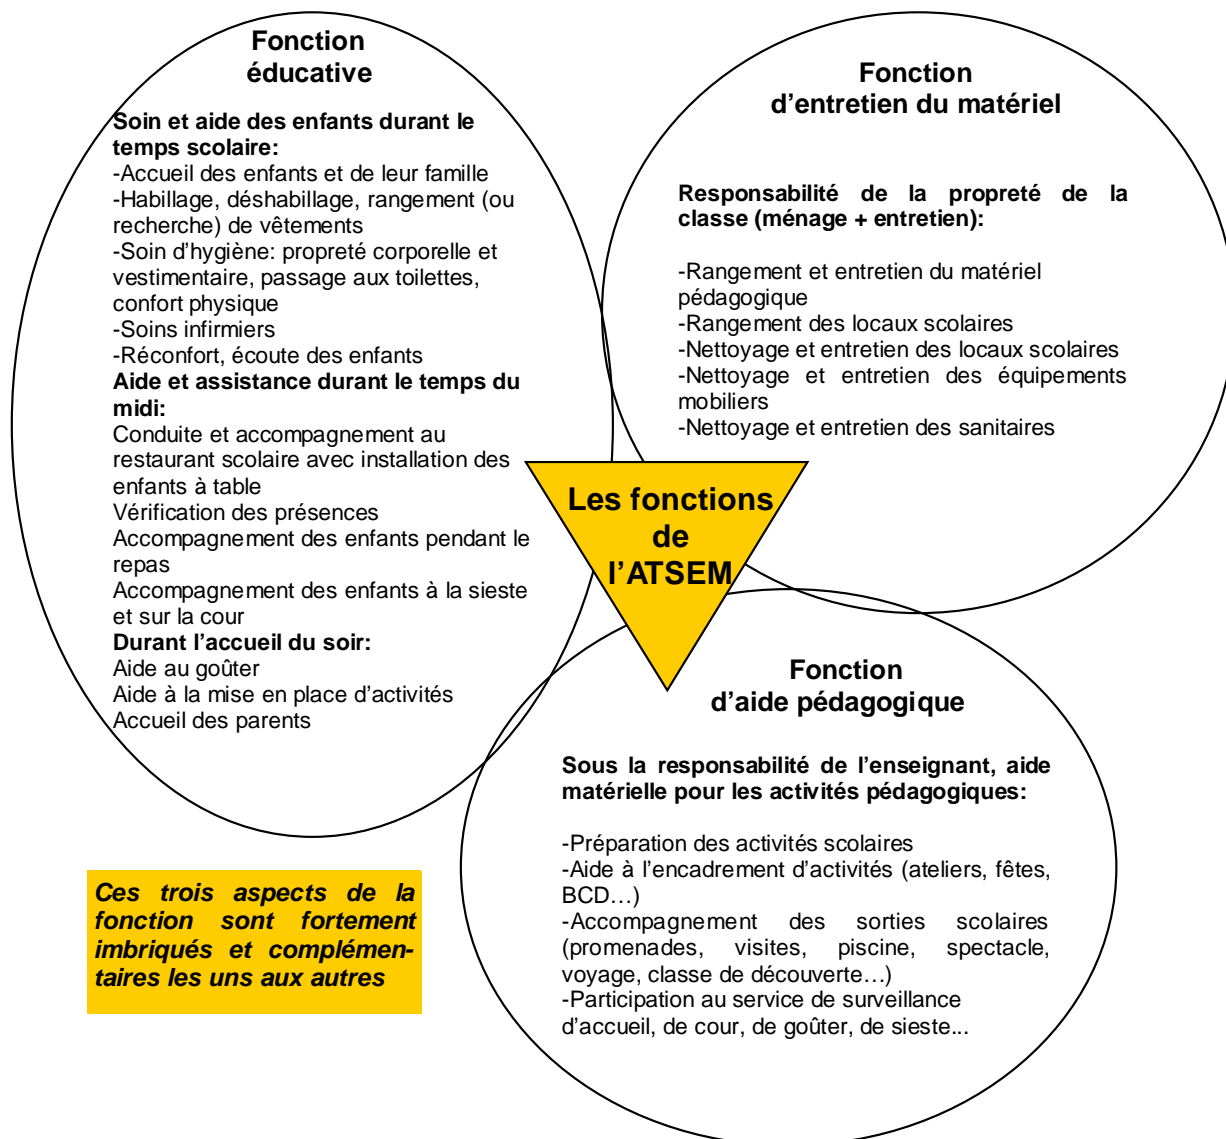 Fonction
éducative
Soin et aide des enfants durant le
temps scolaire:
-Accueil des enfants et de leur famille
-Habillage, déshabillage, rangement (ou
recherche) de vêtements
-Soin d’hygiène: propreté corporelle et
vestimentaire, passage aux toilettes,
confort physique
-Soins infirmiers
-Réconfort, écoute des enfants
Aide et assistance durant le temps du
midi:
Conduite et accompagnement au
restaurant scolaire avec installation des
enfants à table
Vérification des présences
Accompagnement des enfants pendant le
repas
Accompagnement des enfants à la sieste
et sur la cour
Durant l’accueil du soir:
Aide au goûter
Aide à la mise en place d’activités
Accueil des parents
Fonction
d’entretien du matériel
Responsabilité de la propreté de la
classe (ménage + entretien):
-Rangement et entretien du matériel
pédagogique
-Rangement des locaux scolaires
-Nettoyage et entretien des locaux scolaires
-Nettoyage et entretien des équipements
mobiliers
-Nettoyage et entretien des sanitaires
Les fonctions
de
l’ATSEM
Fonction
d’aide pédagogique
Sous la responsabilité de l’enseignant, aide
matérielle pour les activités pédagogiques:
-Préparation des activités scolaires
-Aide à l’encadrement d’activités (ateliers, fêtes,
BCD…)
-Accompagnement des sorties scolaires
(promenades, visites, piscine, spectacle,
voyage, classe de découverte…)
-Participation au service de surveillance
d’accueil, de cour, de goûter, de sieste...
Ces trois aspects de la
fonction sont fortement
imbriqués et complémen-
taires les uns aux autres